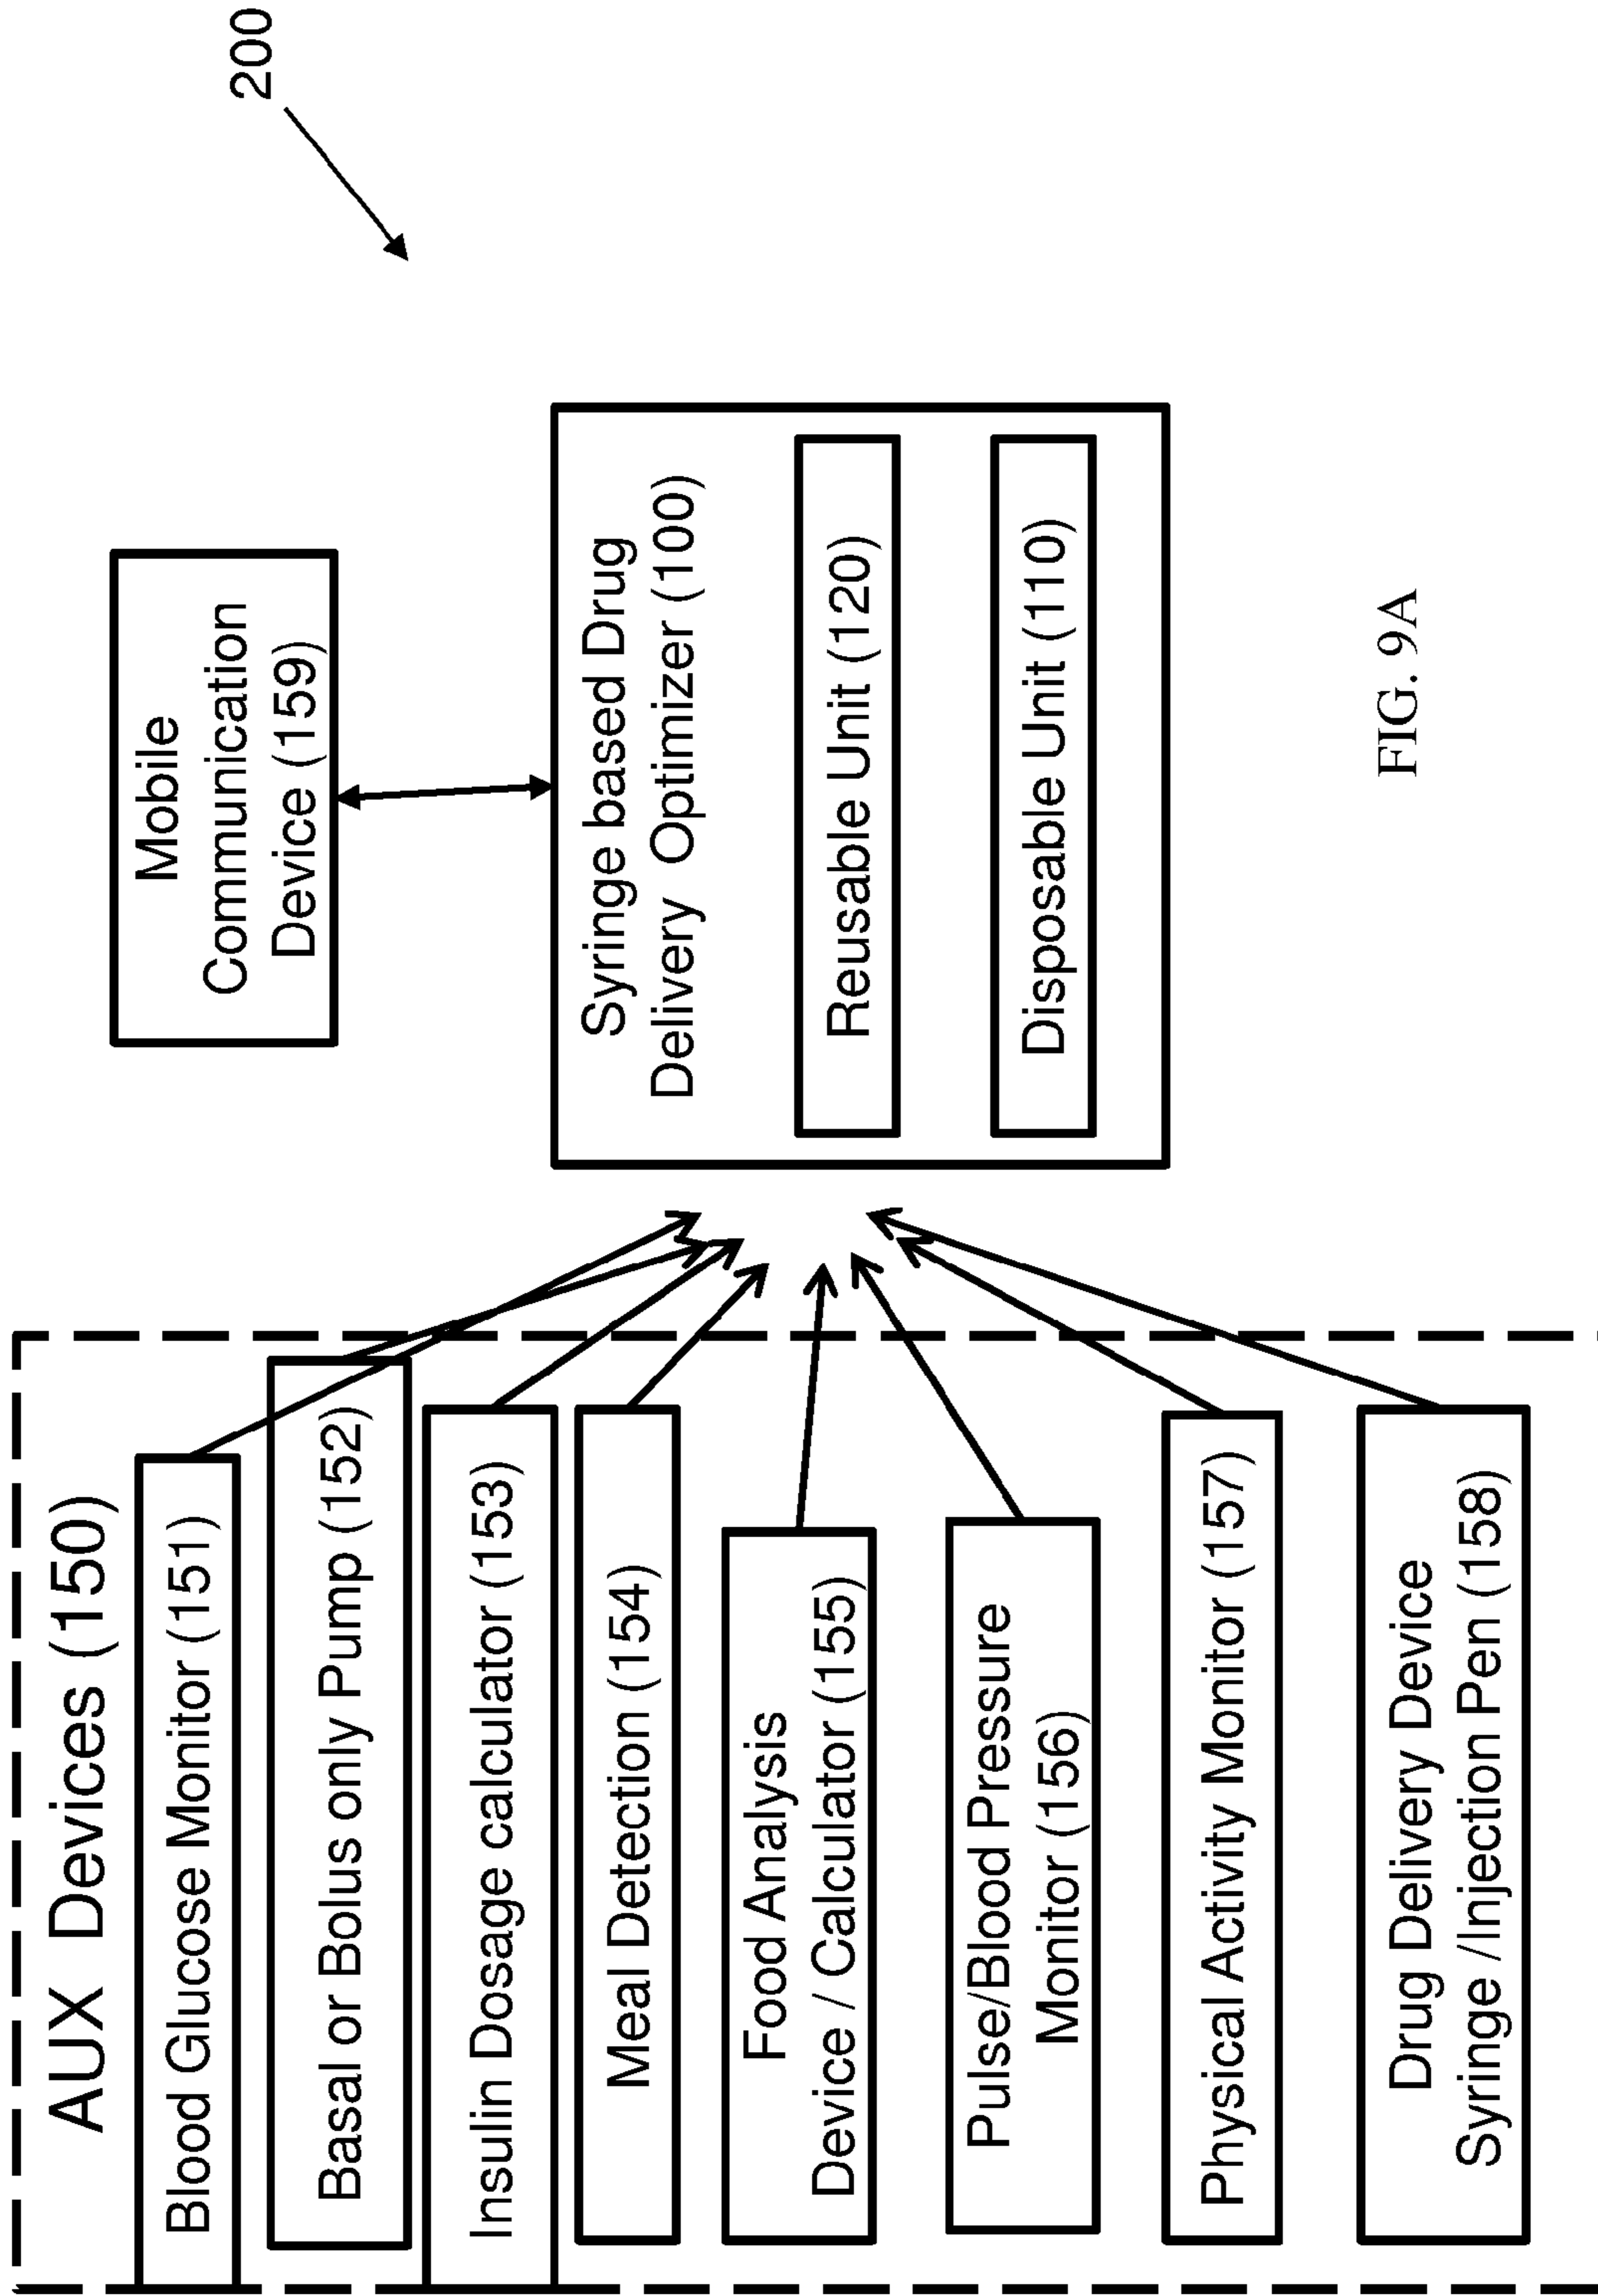 200
AUX Devices (150)
Blood Glucose Monitor (151)
Basal or Bolus only Pump (152)
Insulin Dosage calculator (153)
Meal Detection (154)
Food Analysis
Device / Calculator (155)
Pulse/Blood Pressure
Monitor (156)
Physical Activity Monitor (157)
Drug Delivery Device
Syringe /Injection Pen (158)
Mobile
Communication
Device (159)
Syringe based Drug
Delivery Optimizer (100)
Reusable Unit (120)
Disposable Unit (110)
FIG. 9A